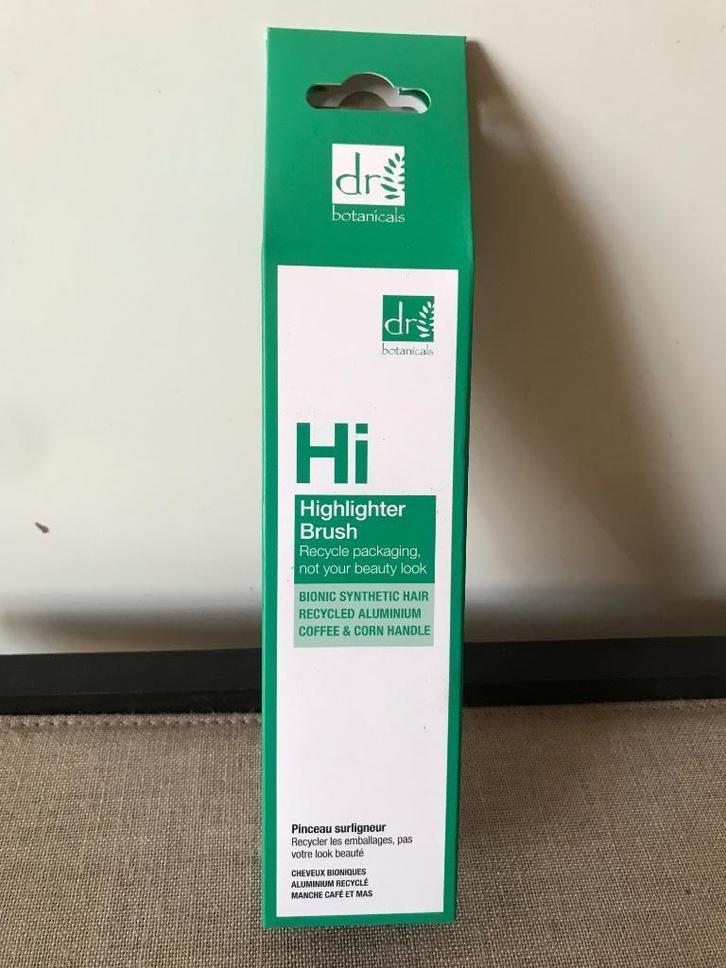 dr
botanicals
dr
botanicals
Hi
Highlighter
Brush
Recycle packaging,
not your beauty look
BIONIC SYNTHETIC HAIR
RECYCLED ALUMINIUM
COFFEE & CORN HANDLE
Pinceau surligneur
Recycler les emballages, pas
votre look beauté
CHEVEUX BIONIQUES
ALUMINIUM RECYCLÉ
MANCHE CAFÉ ET MAS